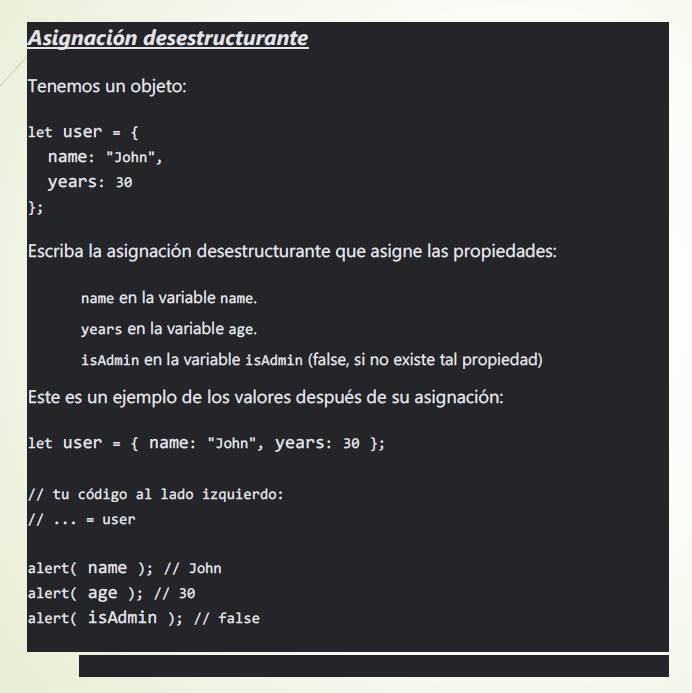 Asignación desestructurante
Tenemos un objeto:
let user = {
  name: "John",
  years: 30
};
Escriba la asignación desestructurante que asigne las propiedades:
name en la variable name.
years en la variable age.
isAdmin en la variable isAdmin (false, si no existe tal propiedad)
Este es un ejemplo de los valores después de su asignación:
let user = { name: "John", years: 30 };
// tu código al lado izquierdo:
// ... = user
alert( name ); // John
alert( age ); // 30
alert( isAdmin ); // false